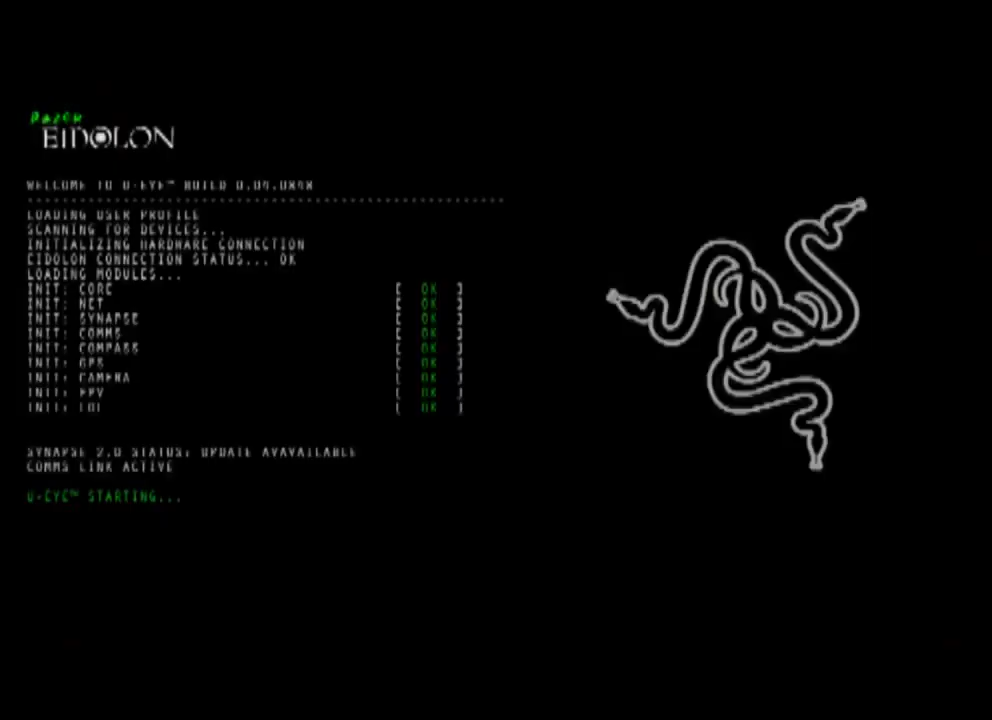 Razer
EIDOLON
WELCOME TO U-EYE™ BUILD 0.04.0848
LOADING USER PROFILE
SCANNING FOR DEVICES...
INITIALIZING HARDWARE CONNECTION
EIDOLON CONNECTION STATUS... OK
LOADING MODULES...
INIT: CORE [ OK ]
INIT: NET [ OK ]
INIT: SYNAPSE [ OK ]
INIT: COMMS [ OK ]
INIT: COMPASS [ OK ]
INIT: GPS [ OK ]
INIT: CAMERA [ OK ]
INIT: FPV [ OK ]
INIT: [ OK ]
SYNAPSE 2.0 STATUS: UPDATE AVAVAILABLE
COMMS LINK ACTIVE
U-EYE™ STARTING...